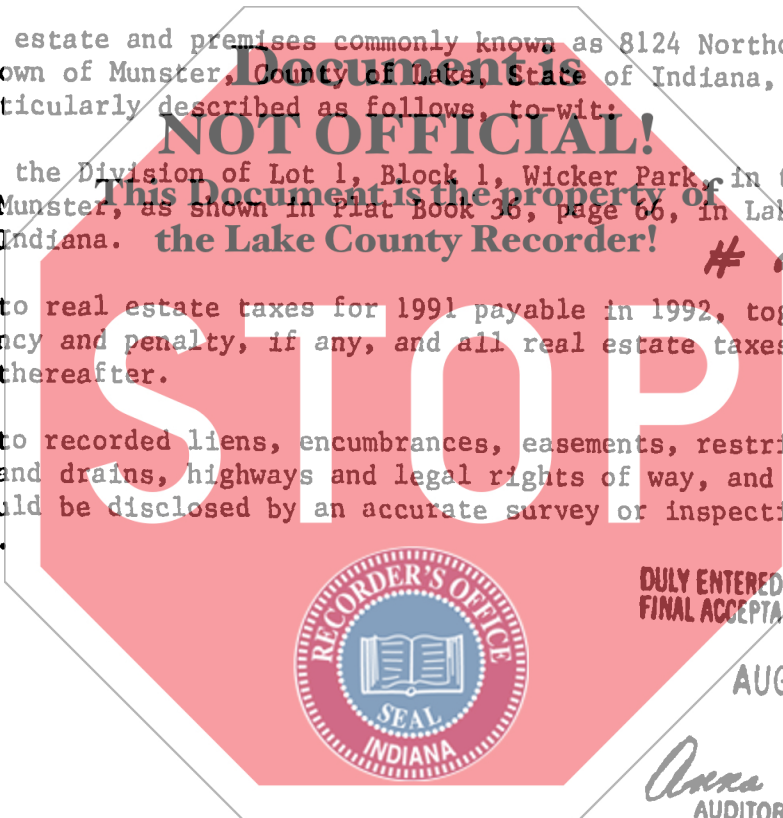 estate and premises commonly known as 8124 Northc
own of Munster, County of Lake, State of Indiana,
ticularly described as follows, to-wit:
the Division of Lot 1, Block 1, Wicker Park, in t
Munster, as shown in Plat Book 36, page 66, in Lak
Indiana.
#
to real estate taxes for 1991 payable in 1992, tog
ncy and penalty, if any, and all real estate taxes
thereafter.
to recorded liens, encumbrances, easements, restri
and drains, highways and legal rights of way, and
uld be disclosed by an accurate survey or inspecti
.
Document is
NOT OFFICIAL!
This Document is the property of
the Lake County Recorder!
STOP
RECORDER'S OFFICE
SEAL
INDIANA
DULY ENTERED
FINAL ACCEPTA
AUG
Anna
AUDITOR